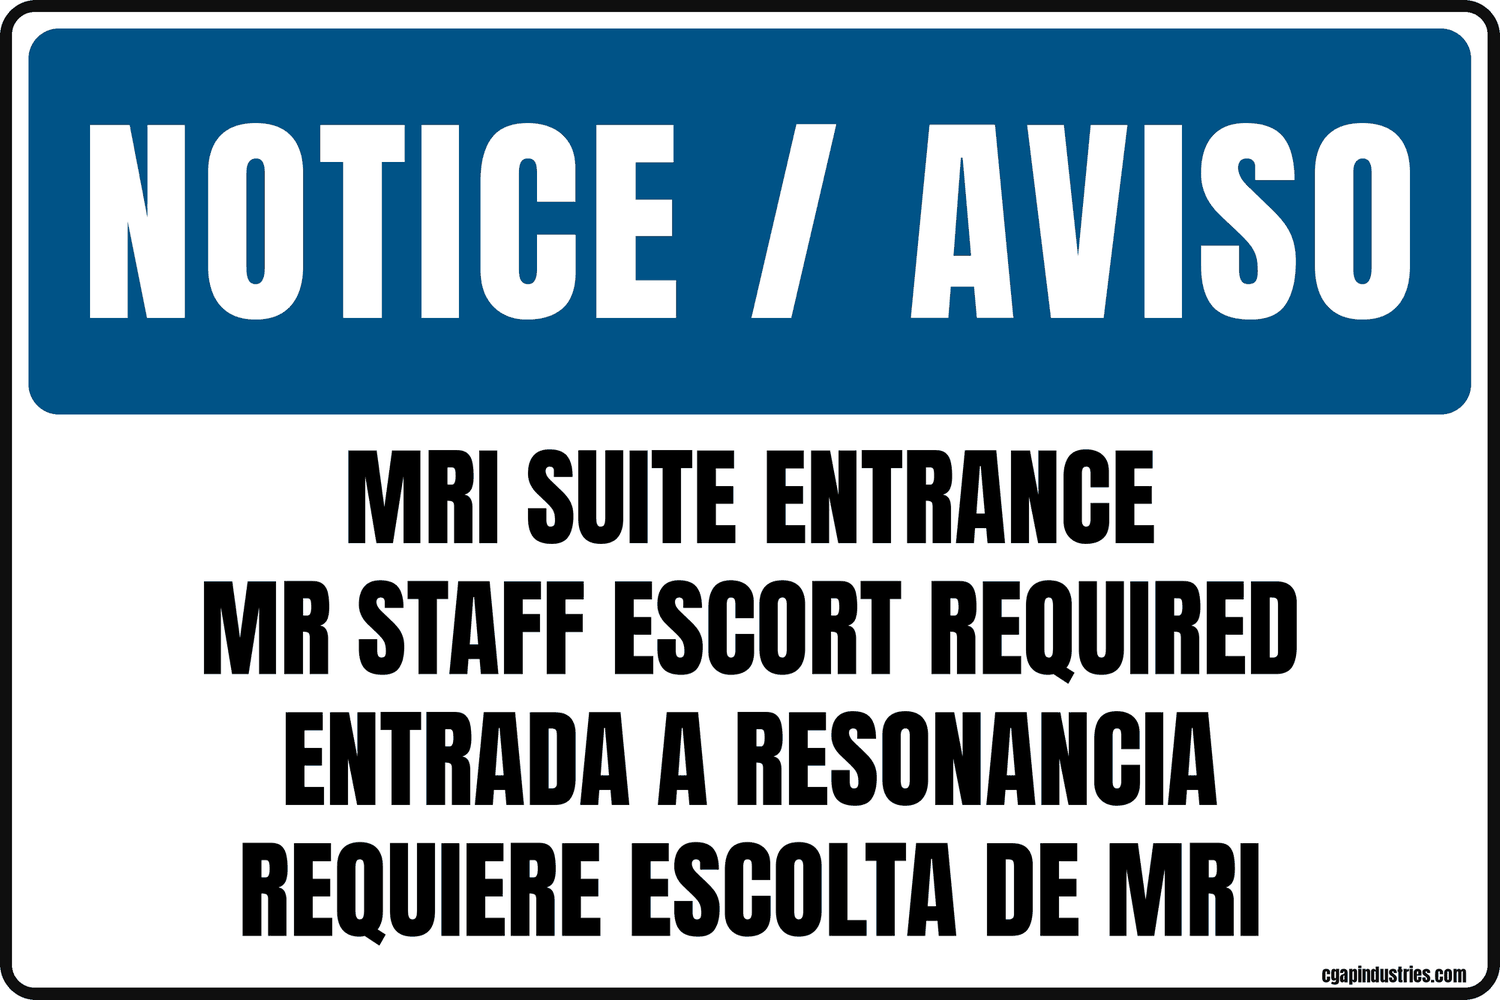 NOTICE / AVISO
MRI SUITE ENTRANCE
MR STAFF ESCORT REQUIRED
ENTRADA A RESONANCIA
REQUIERE ESCOLTA DE MRI
cgapindustries.com